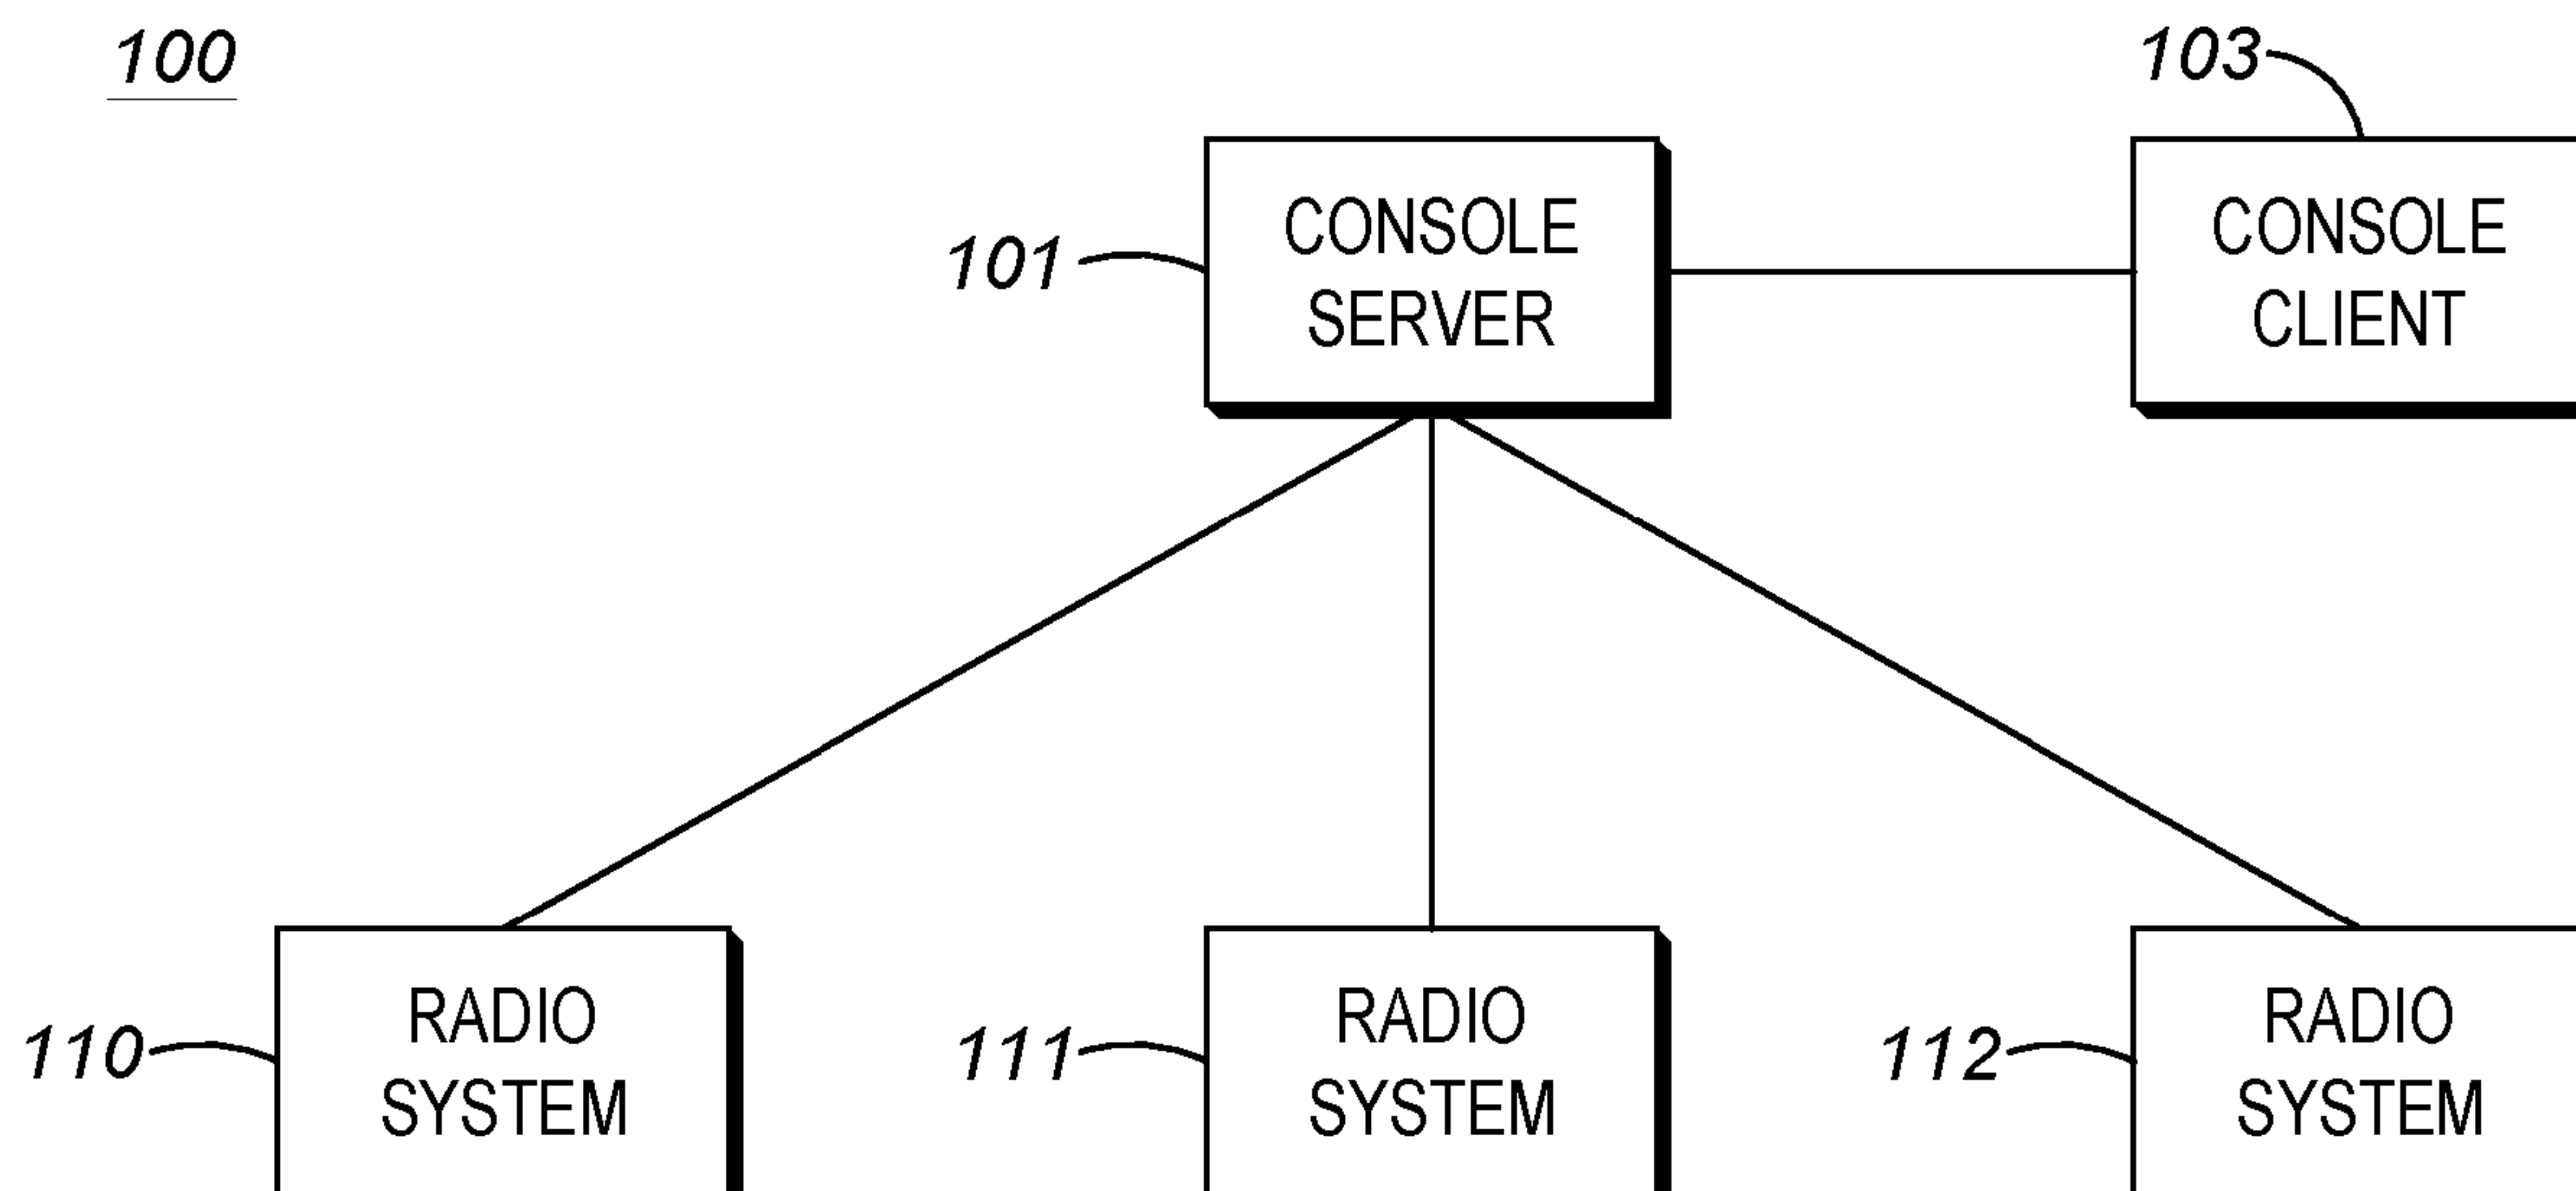 100
103
101
CONSOLE
SERVER
CONSOLE
CLIENT
110
RADIO
SYSTEM
111
RADIO
SYSTEM
112
RADIO
SYSTEM